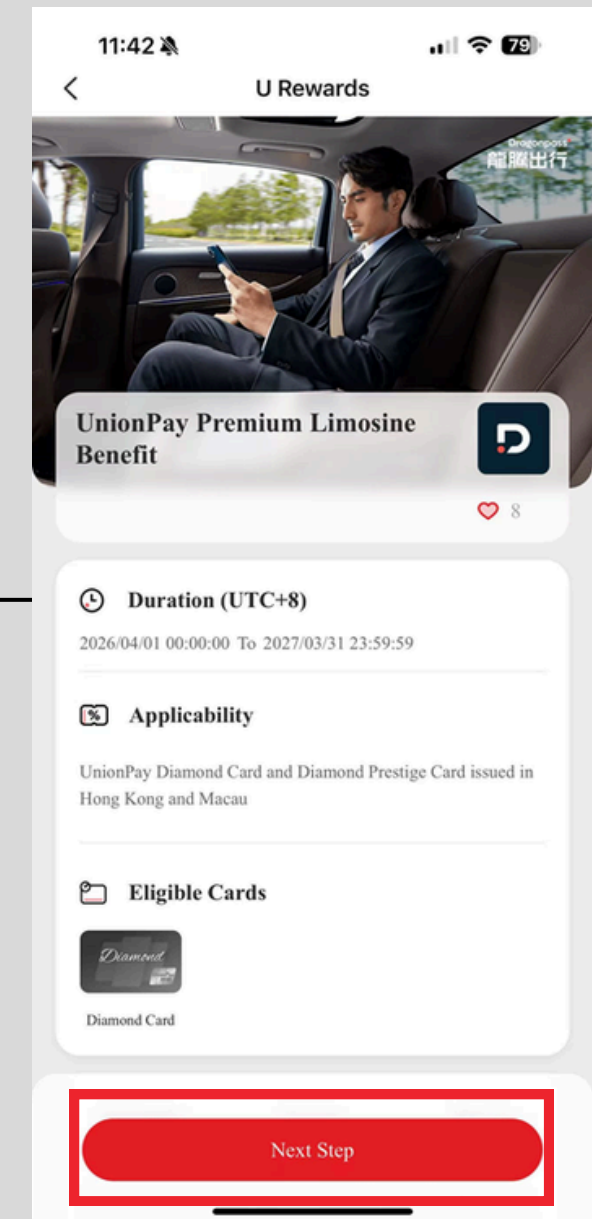 11:42
79
U Rewards
Dragonpass
龍騰出行
UnionPay Premium Limosine
Benefit
8
Duration (UTC+8)
2026/04/01 00:00:00 To 2027/03/31 23:59:59
Applicability
UnionPay Diamond Card and Diamond Prestige Card issued in
Hong Kong and Macau
Eligible Cards
Diamond
Diamond Card
Next Step